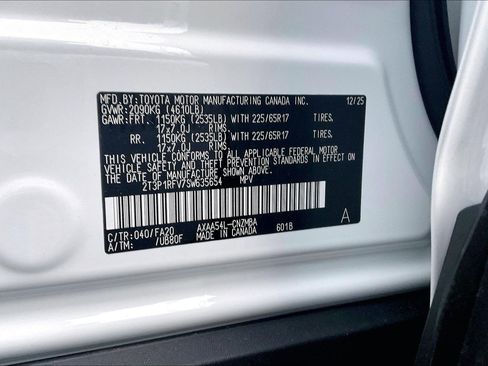 MFD.BY:TOYOTA MOTOR MANUFACTURING CANADA INC. 12/25
GVWR:2090KG (4610LB)
GAWR:FRT. 1150KG (2535LB) WITH 225/65R17 TIRES,
17x7.0J RIMS,
RR. 1150KG (2535LB) WITH 225/65R17 TIRES,
17x7.0J RIMS,
THIS VEHICLE CONFORMS TO ALL APPLICABLE FEDERAL MOTOR
VEHICLE SAFETY AND THEFT PREVENTION STANDARDS IN EFFECT
ON THE DATE OF MANUFACTURE SHOWN ABOVE.
2T3P1RFV7SW635654 MPV
C/TR:040/FA20 AXAA54L-CNZMBA 601B A
A/TM: /UB80F MADE IN CANADA